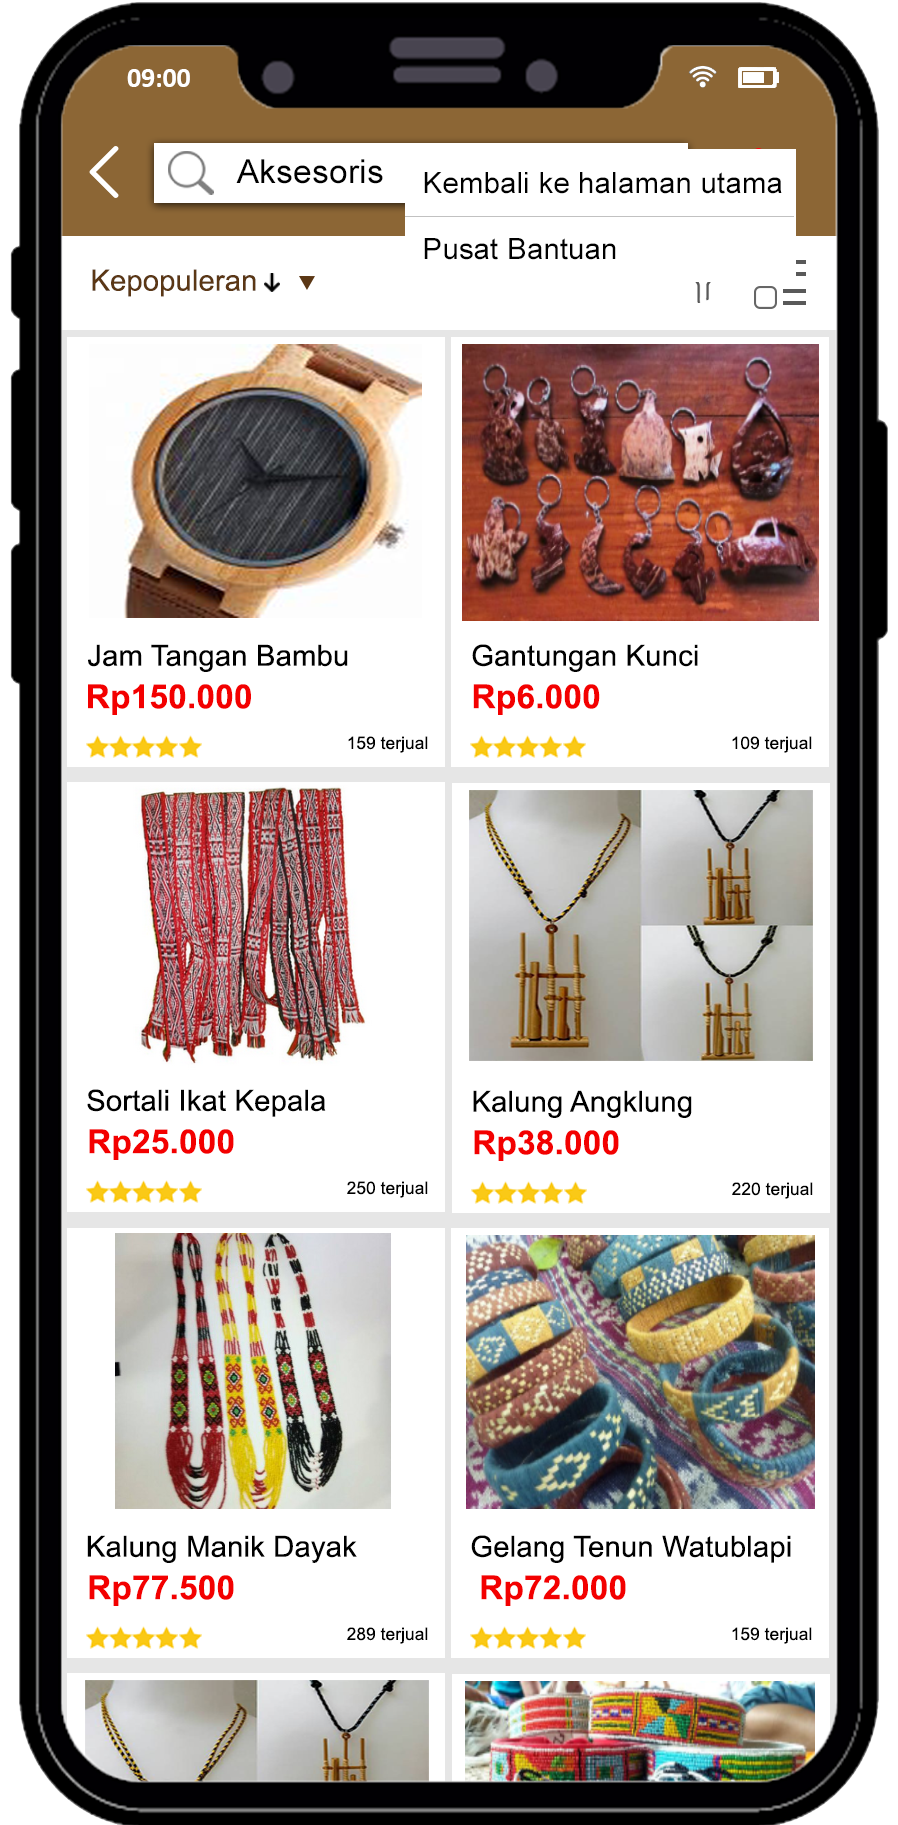 09:00
Aksesoris
Kembali ke halaman utama
Pusat Bantuan
Kepopuleran
Jam Tangan Bambu
Rp150.000
159 terjual
Gantungan Kunci
Rp6.000
109 terjual
Sortali Ikat Kepala
Rp25.000
250 terjual
Kalung Angklung
Rp38.000
220 terjual
Kalung Manik Dayak
Rp77.500
289 terjual
Gelang Tenun Watublapi
Rp72.000
159 terjual